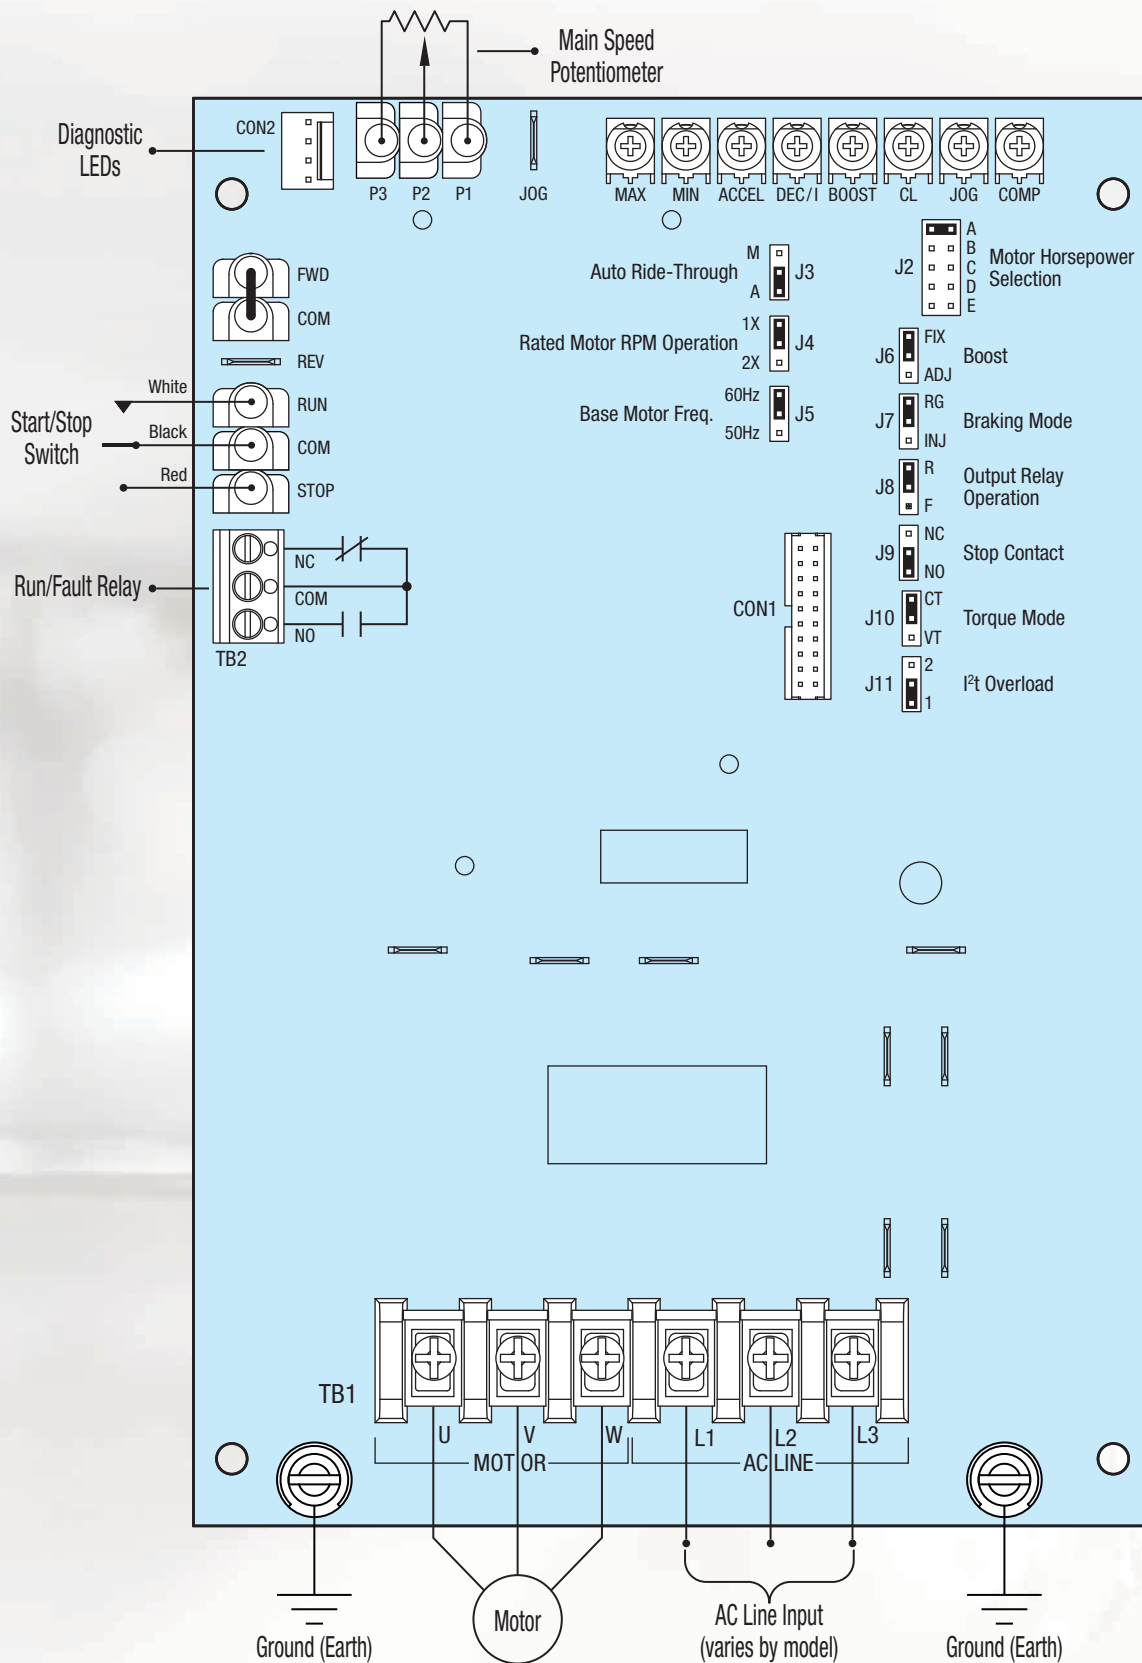 Main Speed
Potentiometer
Diagnostic
LEDs
CON2
P3
P2
P1
JOG
MAX
MIN
ACCEL
DEC/I
BOOST
CL
JOG
COMP
FWD
COM
REV
White
RUN
Start/Stop
Switch
Black
COM
Red
STOP
Run/Fault Relay
NC
COM
NO
TB2
Auto Ride-Through
M
A
J3
Rated Motor RPM Operation
1X
2X
J4
Base Motor Freq.
60Hz
50Hz
J5
J2
A
B
C
D
E
Motor Horsepower
Selection
J6
FIX
ADJ
Boost
J7
RG
INJ
Braking Mode
J8
R
F
Output Relay
Operation
J9
NC
NO
Stop Contact
J10
CT
VT
Torque Mode
J11
2
1
I²t Overload
CON1
TB1
U
V
W
L1
L2
L3
MOTOR
AC LINE
Ground (Earth)
Motor
AC Line Input
(varies by model)
Ground (Earth)